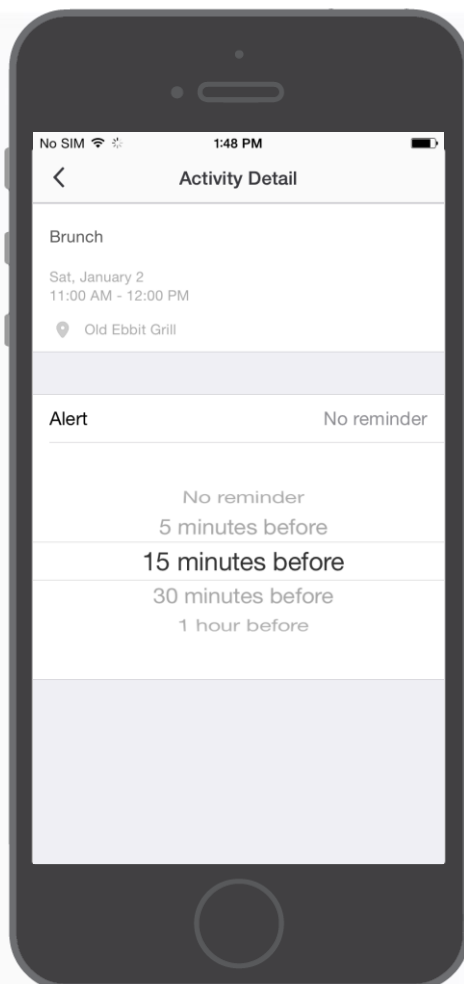 No SIM 1:48 PM
Activity Detail
Brunch
Sat, January 2
11:00 AM - 12:00 PM
Old Ebbit Grill
Alert No reminder
No reminder
5 minutes before
15 minutes before
30 minutes before
1 hour before